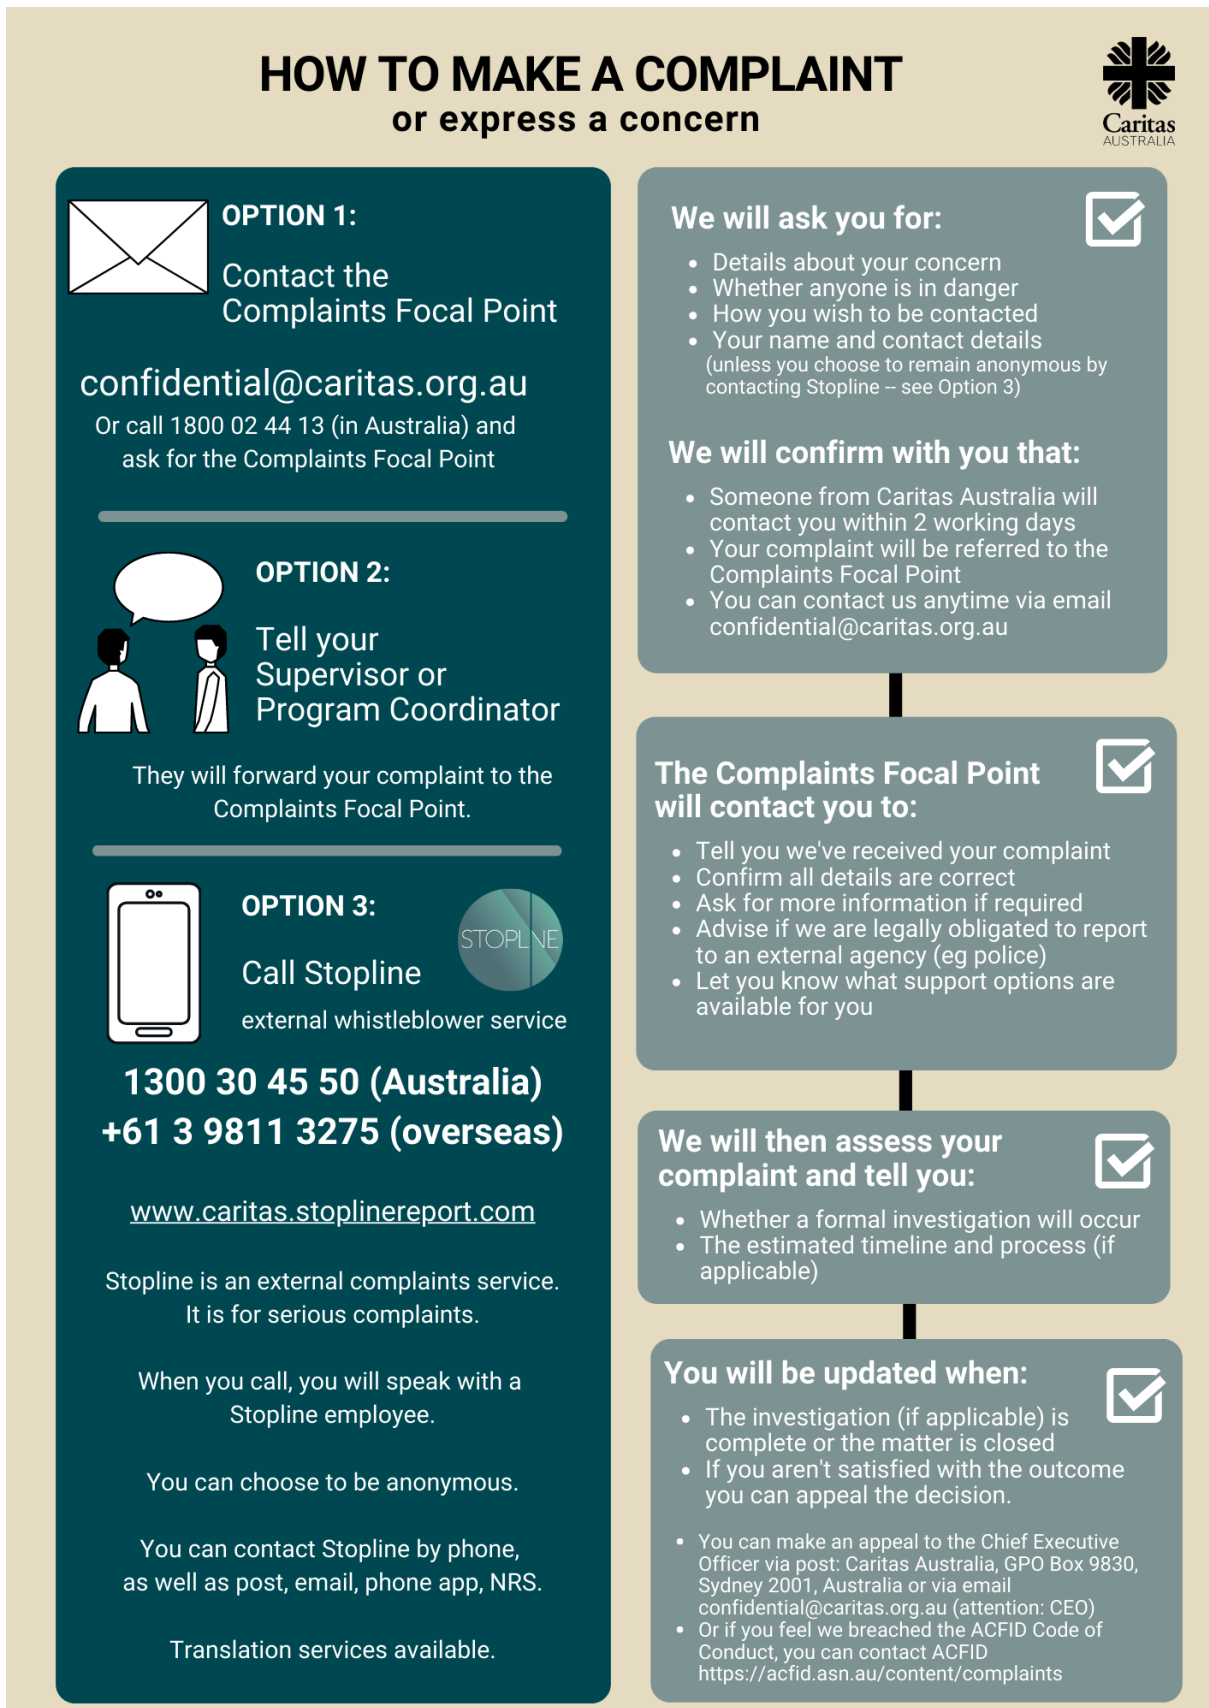 HOW TO MAKE A COMPLAINT
or express a concern
Caritas
AUSTRALIA
OPTION 1:
Contact the
Complaints Focal Point
confidential@caritas.org.au
Or call 1800 02 44 13 (in Australia) and
ask for the Complaints Focal Point
OPTION 2:
Tell your
Supervisor or
Program Coordinator
They will forward your complaint to the
Complaints Focal Point.
OPTION 3:
STOPLINE
Call Stopline
external whistleblower service
1300 30 45 50 (Australia)
+61 3 9811 3275 (overseas)
www.caritas.stoplinereport.com
Stopline is an external complaints service.
It is for serious complaints.
When you call, you will speak with a
Stopline employee.
You can choose to be anonymous.
You can contact Stopline by phone,
as well as post, email, phone app, NRS.
Translation services available.
We will ask you for:
• Details about your concern
• Whether anyone is in danger
• How you wish to be contacted
• Your name and contact details
(unless you choose to remain anonymous by
contacting Stopline -- see Option 3)
We will confirm with you that:
• Someone from Caritas Australia will
contact you within 2 working days
• Your complaint will be referred to the
Complaints Focal Point
• You can contact us anytime via email
confidential@caritas.org.au
The Complaints Focal Point
will contact you to:
• Tell you we've received your complaint
• Confirm all details are correct
• Ask for more information if required
• Advise if we are legally obligated to report
to an external agency (eg police)
• Let you know what support options are
available for you
We will then assess your
complaint and tell you:
• Whether a formal investigation will occur
• The estimated timeline and process (if
applicable)
You will be updated when:
• The investigation (if applicable) is
complete or the matter is closed
• If you aren't satisfied with the outcome
you can appeal the decision.
• You can make an appeal to the Chief Executive
Officer via post: Caritas Australia, GPO Box 9830,
Sydney 2001, Australia or via email
confidential@caritas.org.au (attention: CEO)
• Or if you feel we breached the ACFID Code of
Conduct, you can contact ACFID
https://acfid.asn.au/content/complaints